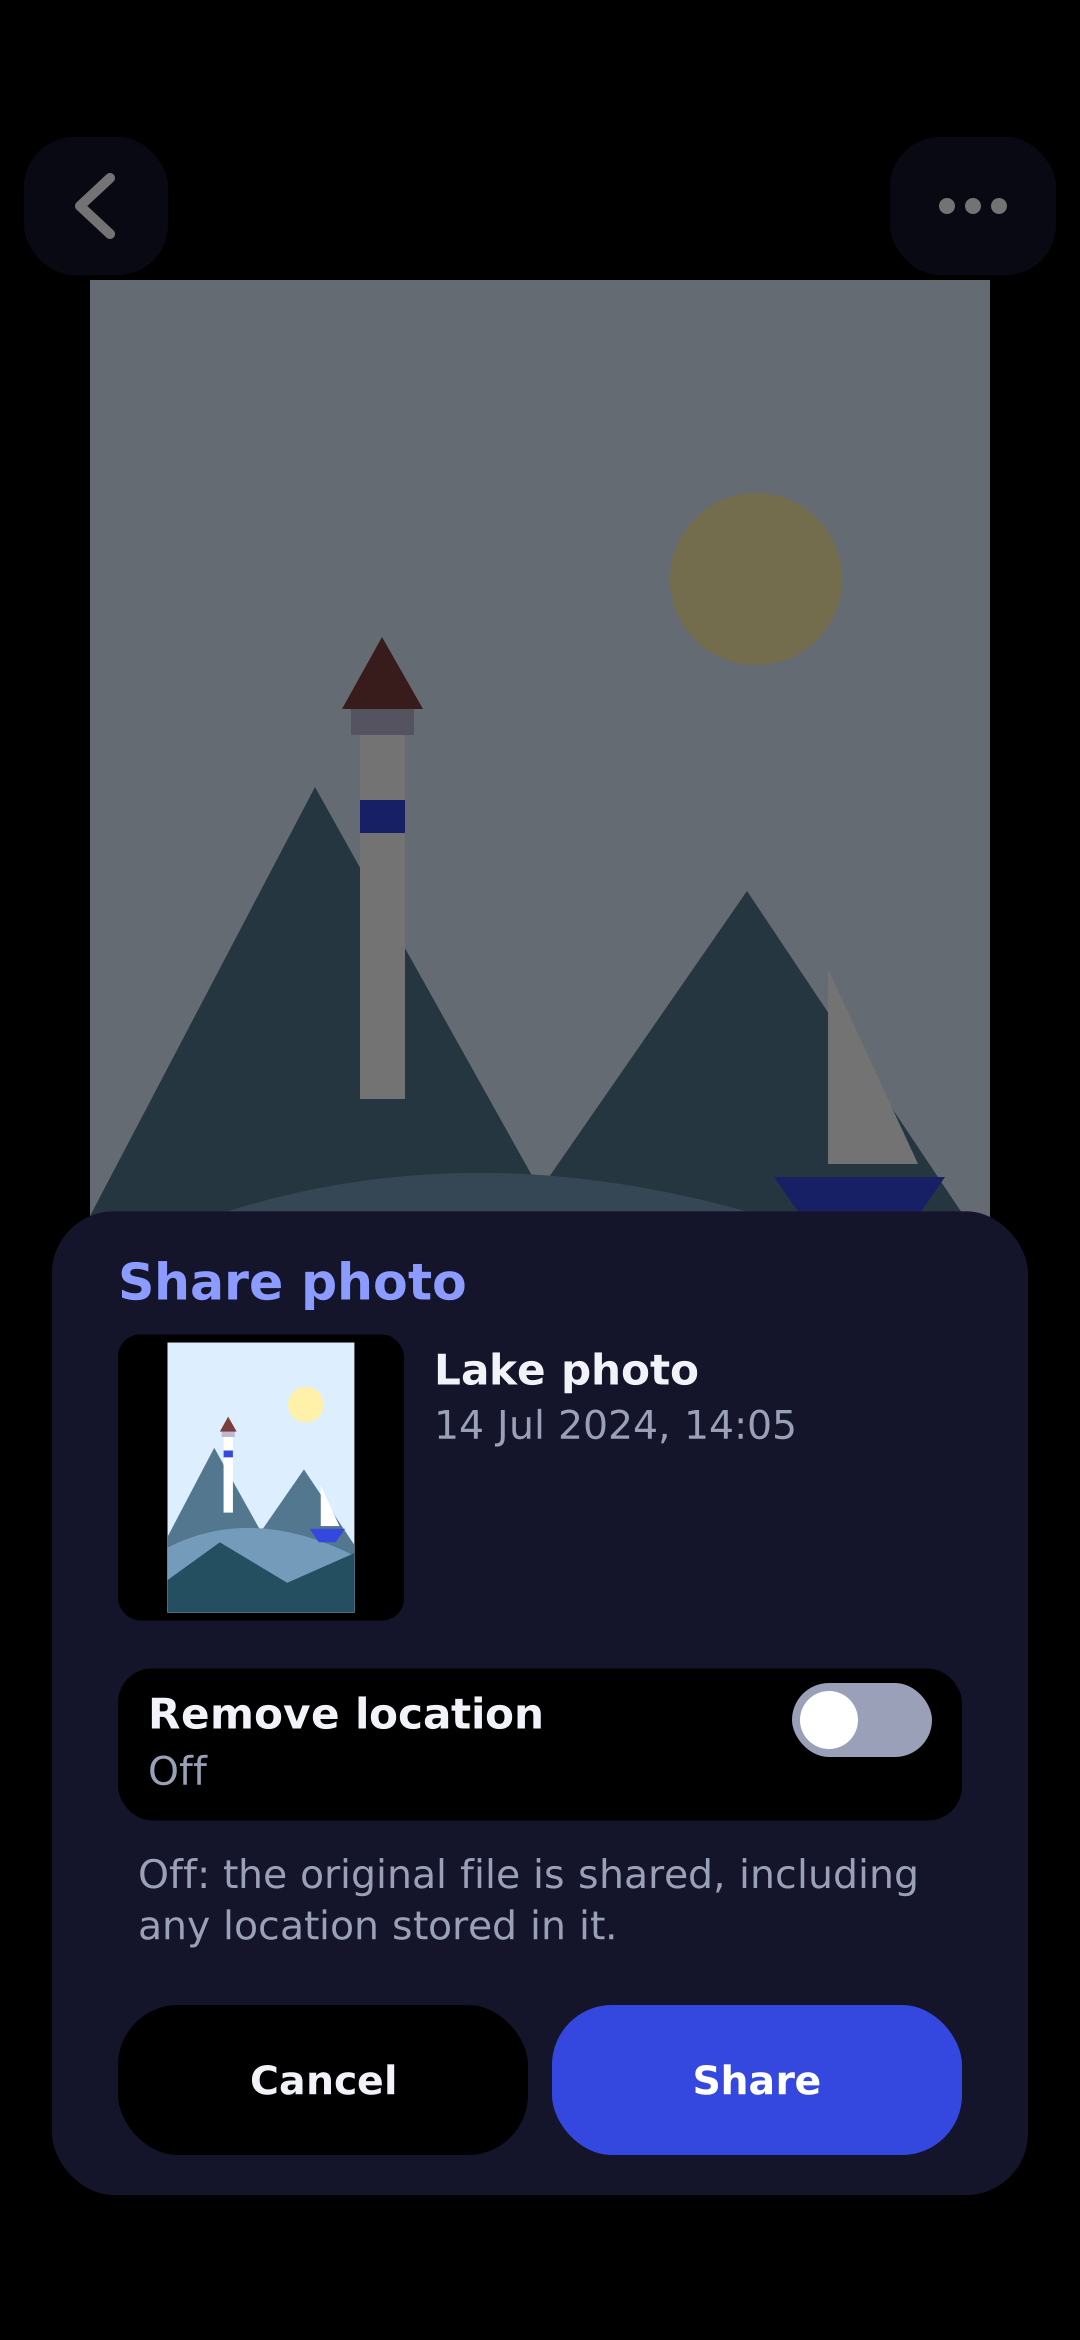 Share photo
Lake photo
14 Jul 2024, 14:05
Remove location
Off
Off: the original file is shared, including
any location stored in it.
Cancel
Share